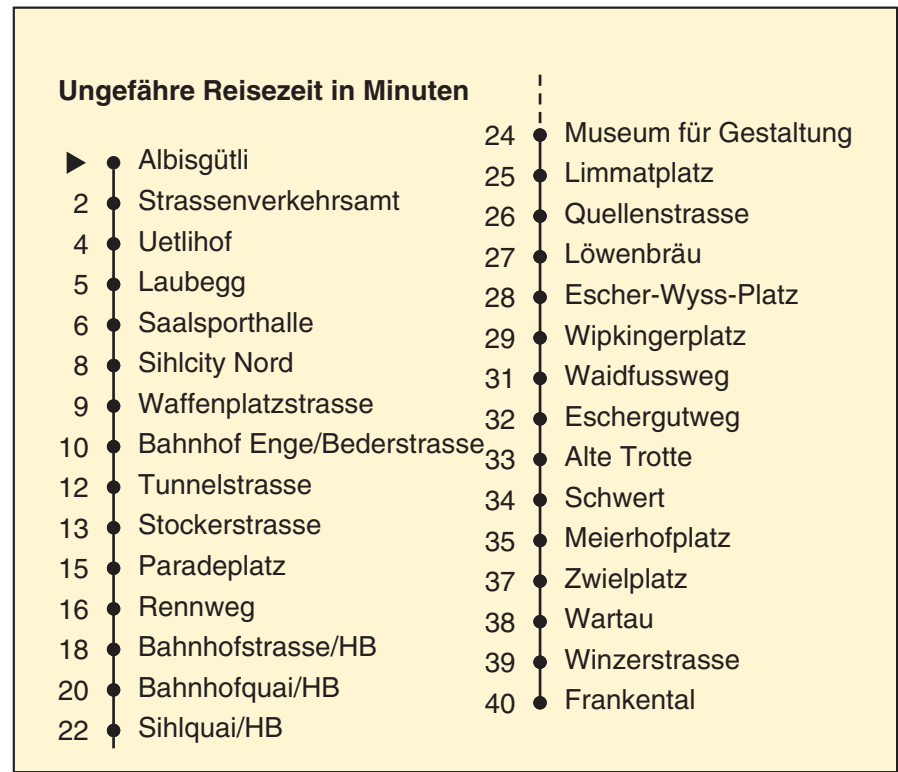 Ungefähre Reisezeit in Minuten
Albisgütli
2 Strassenverkehrsamt
4 Uetlihof
5 Laubegg
6 Saalsporthalle
8 Sihlcity Nord
9 Waffenplatzstrasse
10 Bahnhof Enge/Bederstrasse
12 Tunnelstrasse
13 Stockerstrasse
15 Paradeplatz
16 Rennweg
18 Bahnhofstrasse/HB
20 Bahnhofquai/HB
22 Sihlquai/HB
24 Museum für Gestaltung
25 Limmatplatz
26 Quellenstrasse
27 Löwenbräu
28 Escher-Wyss-Platz
29 Wipkingerplatz
31 Waidfussweg
32 Eschergutweg
33 Alte Trotte
34 Schwert
35 Meierhofplatz
37 Zwielplatz
38 Wartau
39 Winzerstrasse
40 Frankental